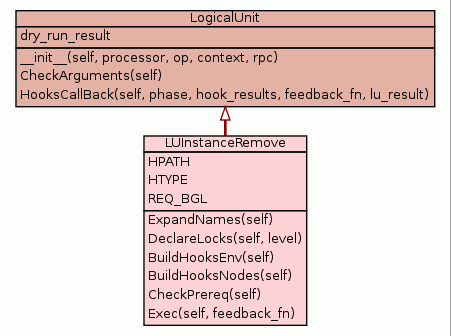 LogicalUnit
dry_run_result
__init__(self, processor, op, context, rpc)
CheckArguments(self)
HooksCallBack(self, phase, hook_results, feedback_fn, lu_result)
LUInstanceRemove
HPATH
HTYPE
REQ_BGL
ExpandNames(self)
DeclareLocks(self, level)
BuildHooksEnv(self)
BuildHooksNodes(self)
CheckPrereq(self)
Exec(self, feedback_fn)